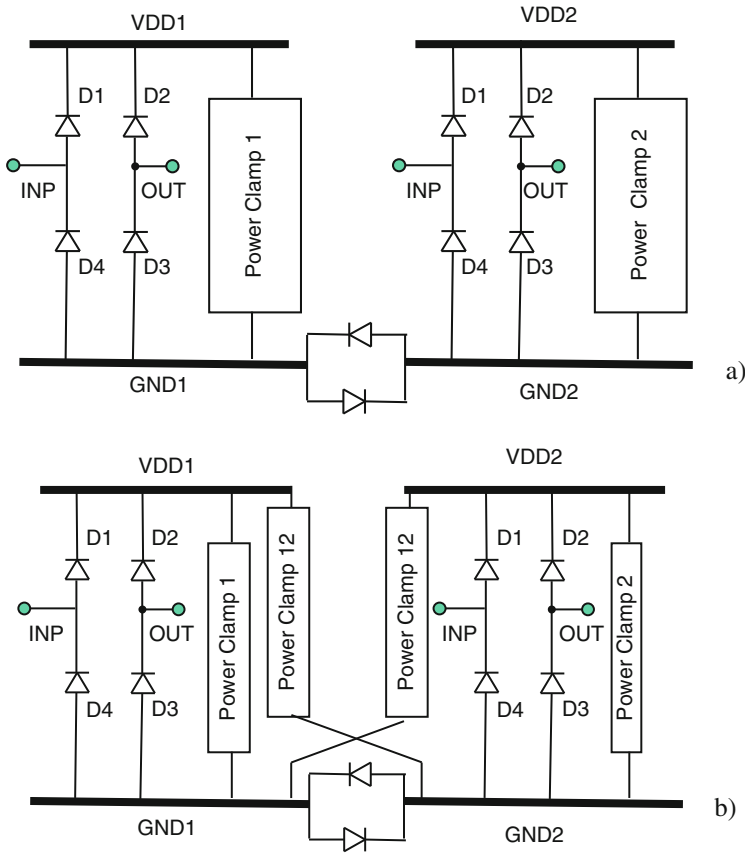 VDD1
VDD2
D1
D2
D1
D2
INP
OUT
Power Clamp 1
INP
OUT
Power Clamp 2
D4
D3
D4
D3
GND1
GND2
a)
VDD1
VDD2
D1
D2
Power Clamp 1
Power Clamp 12
Power Clamp 12
D1
D2
Power Clamp 2
INP
OUT
INP
OUT
D4
D3
D4
D3
GND1
GND2
b)